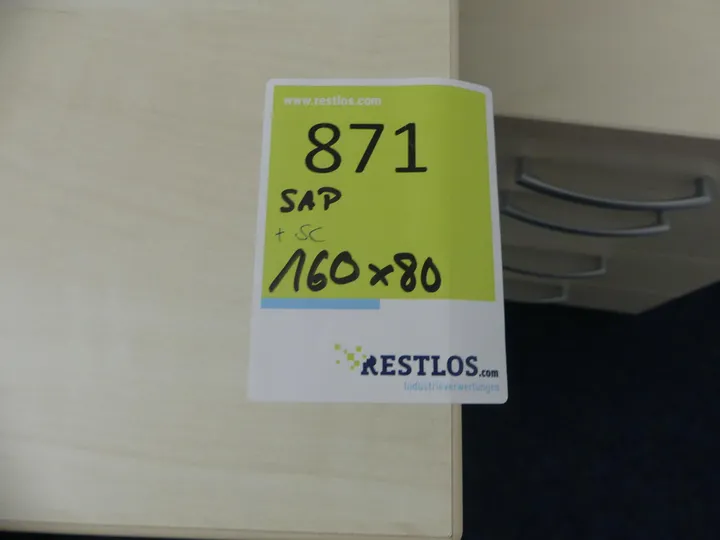 www.restlos.com
871
SAP
+ SC
160x80
RESTLOS.com
Industrieverwertungen